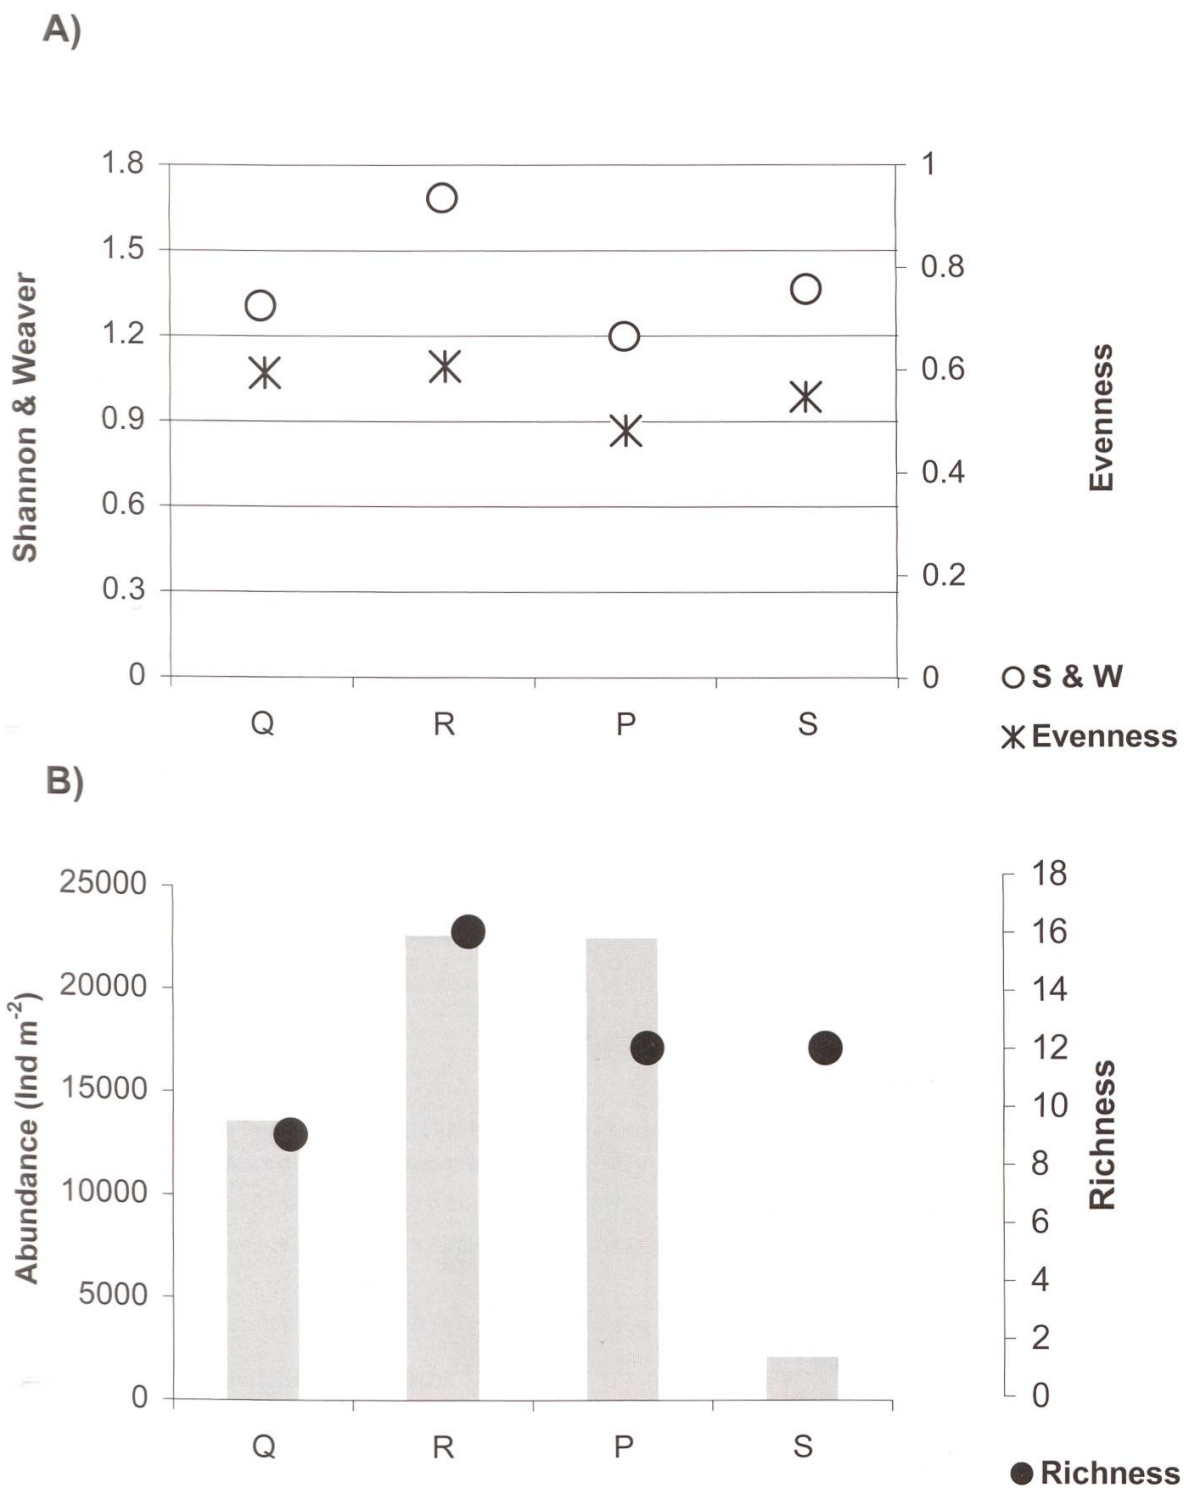 A)
1.8
1.5
1.2
0.9
0.6
0.3
0
Shannon & Weaver
1
0.8
0.6
0.4
0.2
0
Evenness
Q R P S
S & W
Evenness
B)
25000
20000
15000
10000
5000
0
Abundance (Ind m⁻²)
18
16
14
12
10
8
6
4
2
0
Richness
Q R P S
Richness